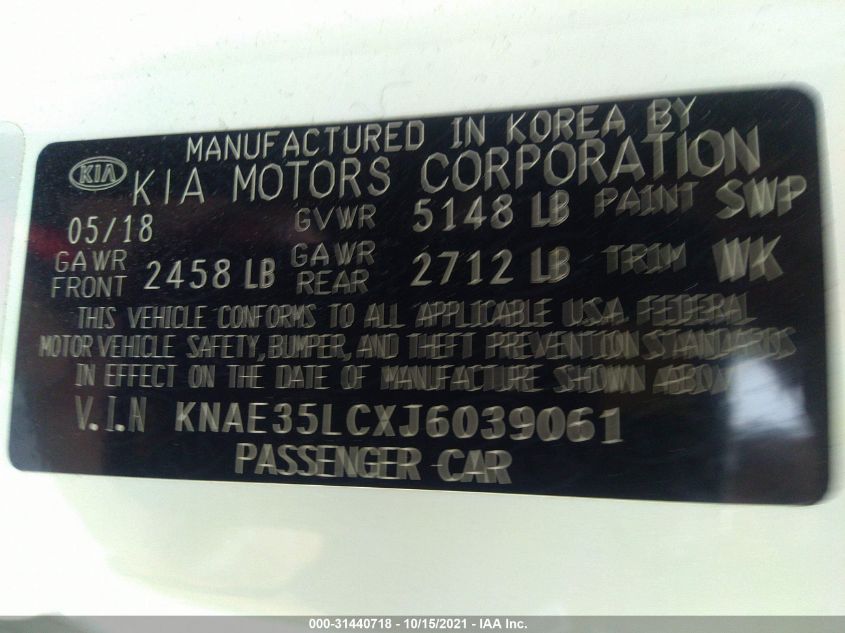 MANUFACTURED IN KOREA BY
KIA KIA MOTORS CORPORATION
05/18 GVWR 5148 LB PAINT SWP
GAWR FRONT 2458 LB GAWR REAR 2712 LB TRIM WK
THIS VEHICLE CONFORMS TO ALL APPLICABLE U.S.A. FEDERAL
MOTOR VEHICLE SAFETY, BUMPER, AND THEFT PREVENTION STANDARDS
IN EFFECT ON THE DATE OF MANUFACTURE SHOWN ABOVE
V.I.N KNAE35LCXJ6039061
PASSENGER CAR
000-31440718 - 10/15/2021 - IAA Inc.